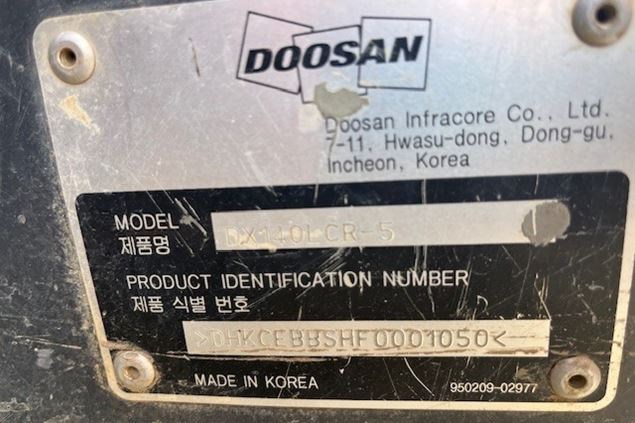 DOOSAN
Doosan Infracore Co., Ltd.
7-11, Hwasu-dong, Dong-gu,
Incheon, Korea
MODEL
제품명
DX140LCR-5
PRODUCT IDENTIFICATION NUMBER
제품 식별 번호
>DHKCEBBSHF0001050<
MADE IN KOREA
950209-02977